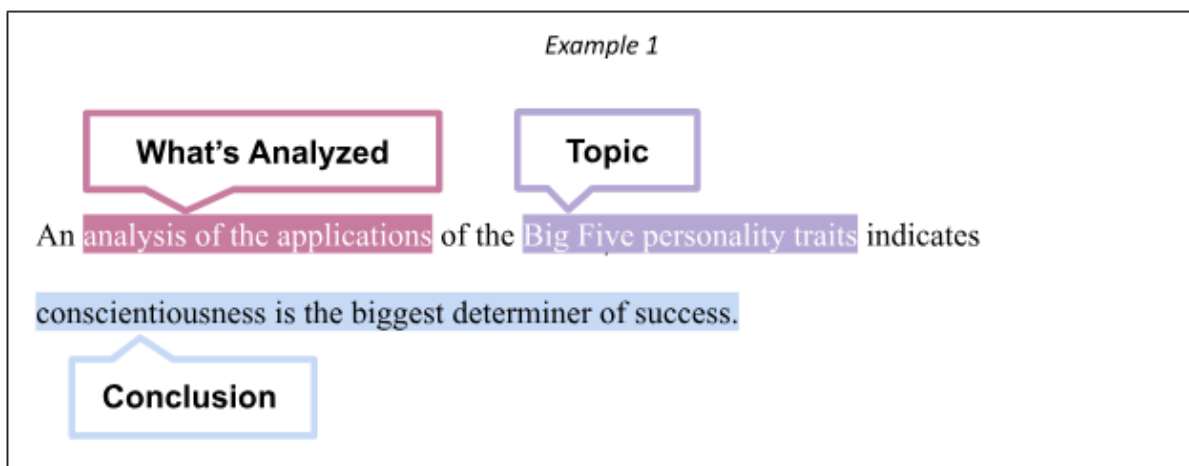 Example 1
What's Analyzed
Topic
An analysis of the applications of the Big Five personality traits indicates
conscientiousness is the biggest determiner of success.
Conclusion